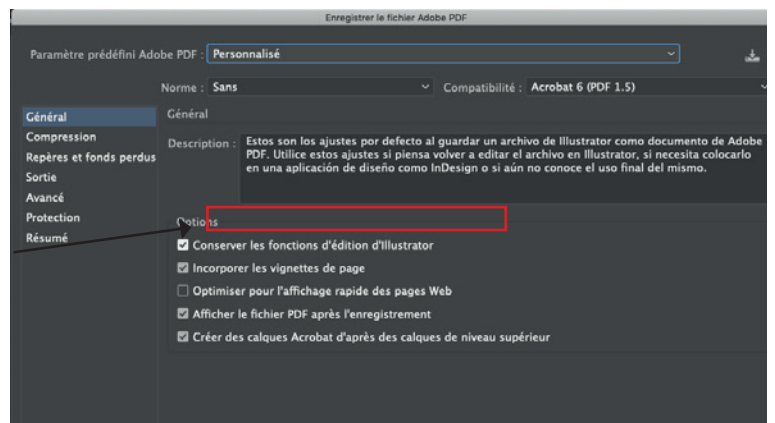 Enregistrer le fichier Adobe PDF
Paramètre prédéfini Adobe PDF : Personnalisé
Norme : Sans Compatibilité : Acrobat 6 (PDF 1.5)
Général
Compression
Repères et fonds perdus
Sortie
Avancé
Protection
Résumé
Général
Description : Estos son los ajustes por defecto al guardar un archivo de Illustrator como documento de Adobe
PDF. Utilice estos ajustes si piensa volver a editar el archivo en Illustrator, si necesita colocarlo
en una aplicación de diseño como InDesign o si aún no conoce el uso final del mismo.
Options
Conserver les fonctions d'édition d'Illustrator
Incorporer les vignettes de page
Optimiser pour l'affichage rapide des pages Web
Afficher le fichier PDF après l'enregistrement
Créer des calques Acrobat d'après des calques de niveau supérieur